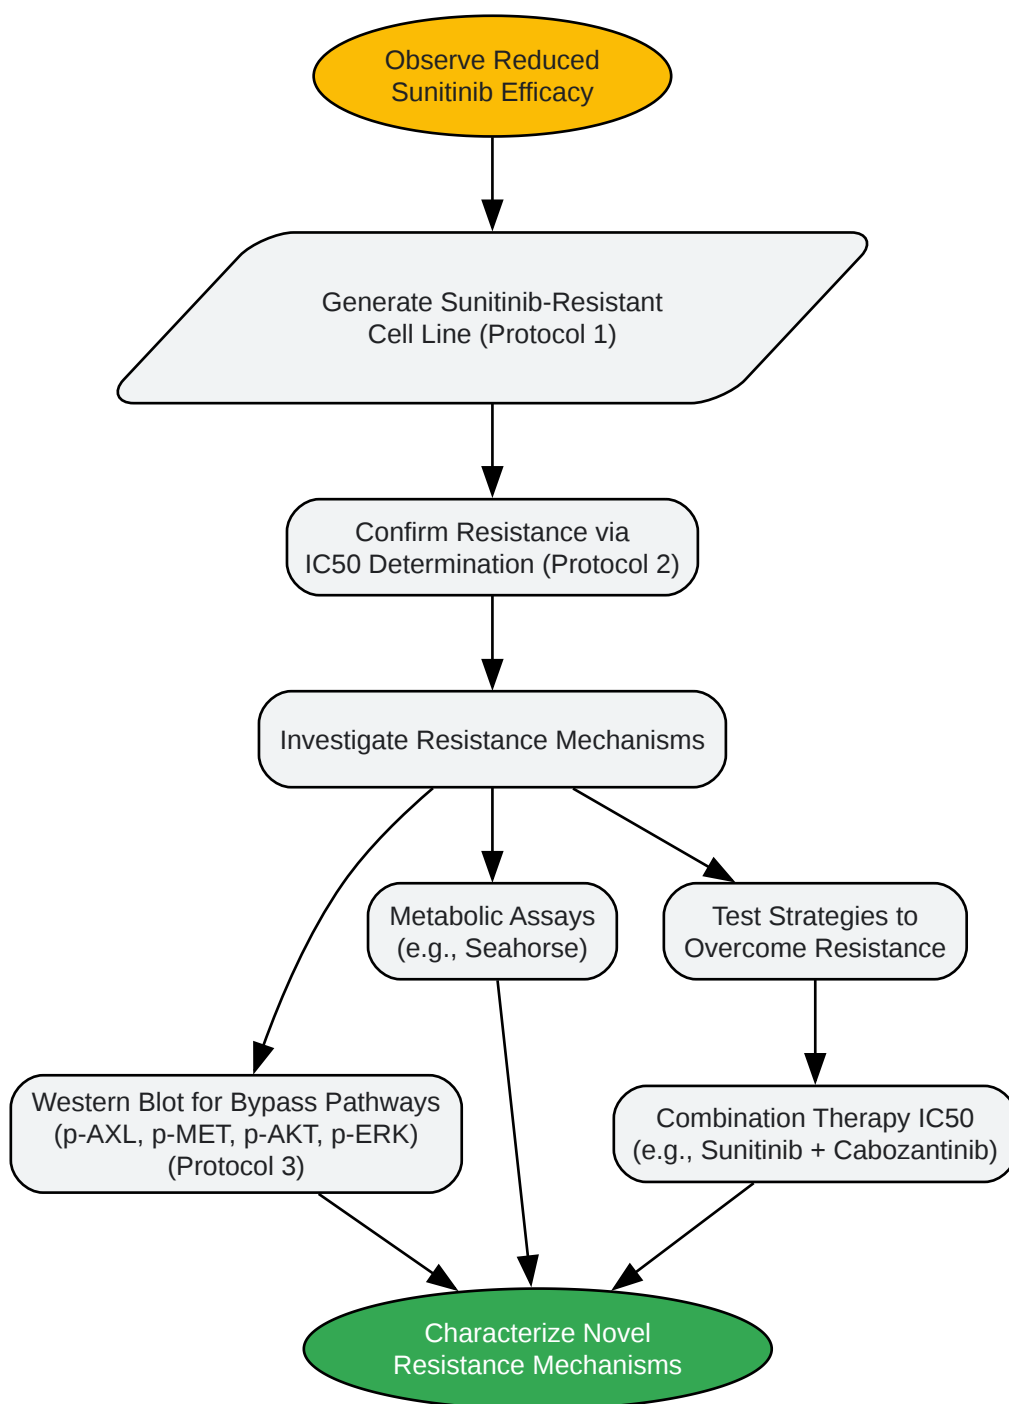 Observe Reduced
Sunitinib Efficacy
Generate Sunitinib-Resistant
Cell Line (Protocol 1)
Confirm Resistance via
IC50 Determination (Protocol 2)
Investigate Resistance Mechanisms
Metabolic Assays
(e.g., Seahorse)
Test Strategies to
Overcome Resistance
Western Blot for Bypass Pathways
(p-AXL, p-MET, p-AKT, p-ERK)
(Protocol 3)
Combination Therapy IC50
(e.g., Sunitinib + Cabozantinib)
Characterize Novel
Resistance Mechanisms